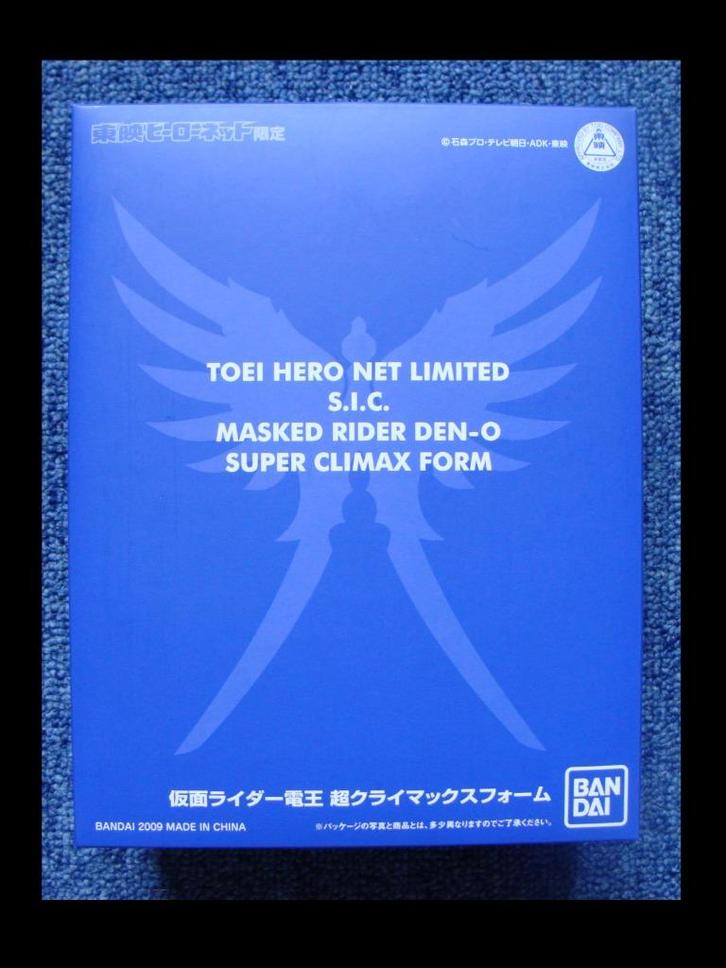 東映ヒーローネット限定
©石森プロ・テレビ朝日・ADK・東映
東映
TOEI HERO NET LIMITED
S.I.C.
MASKED RIDER DEN-O
SUPER CLIMAX FORM
仮面ライダー電王 超クライマックスフォーム
BAN
DAI
BANDAI 2009 MADE IN CHINA
※パッケージの写真と商品とは、多少異なりますのでご了承ください。